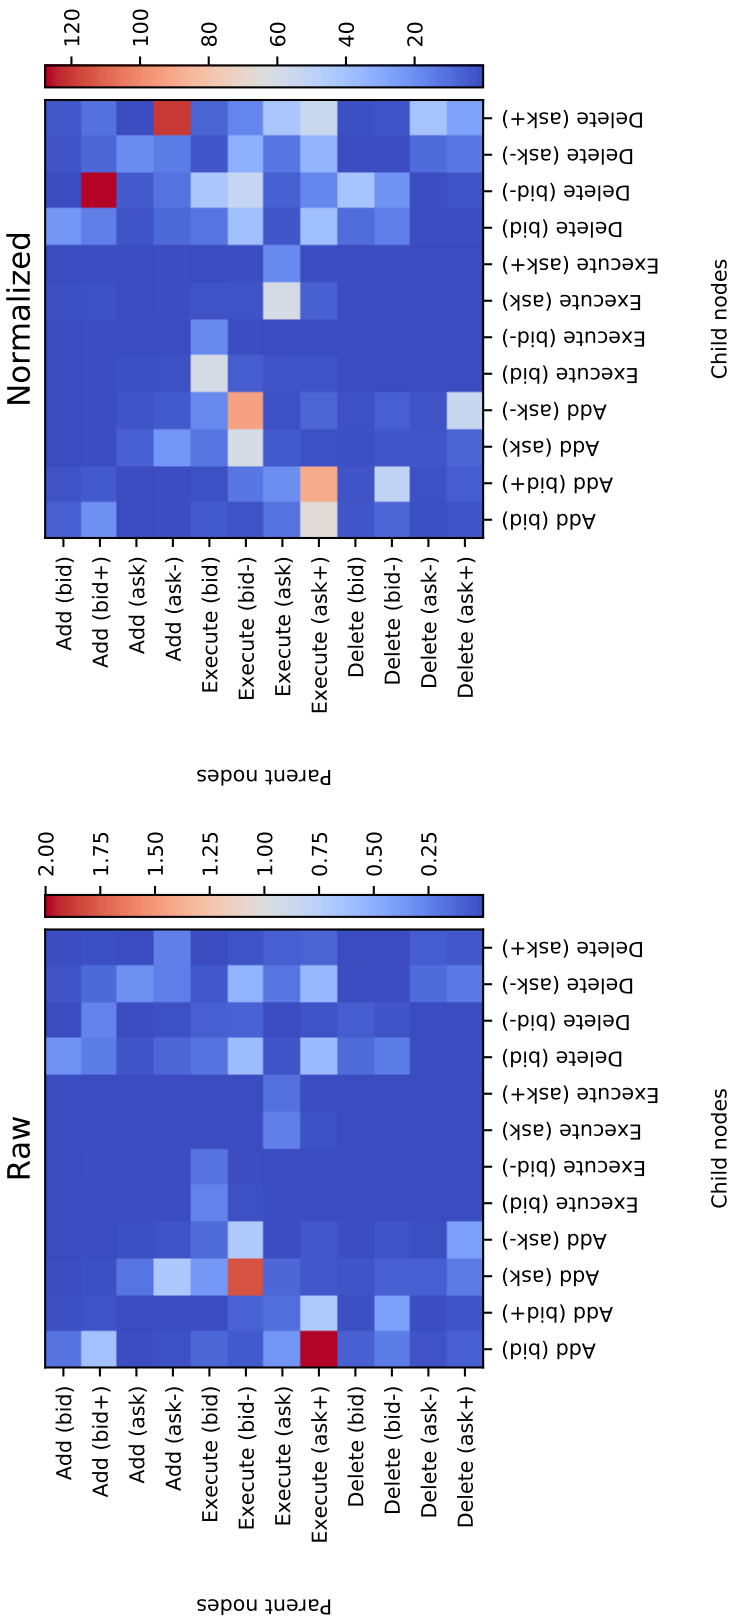 Raw
2.00
1.75
1.50
1.25
1.00
0.75
0.50
0.25
Delete (ask+)
Delete (ask-)
Delete (bid-)
Delete (bid)
Execute (ask+)
Execute (ask)
Execute (bid-)
Execute (bid)
Add (ask-)
Add (ask)
Add (bid+)
Add (bid)
Child nodes
Add (bid)
Add (bid+)
Add (ask)
Add (ask-)
Execute (bid)
Execute (bid-)
Execute (ask)
Execute (ask+)
Delete (bid)
Delete (bid-)
Delete (ask-)
Delete (ask+)
Parent nodes
Normalized
120
100
80
60
40
20
Delete (ask+)
Delete (ask-)
Delete (bid-)
Delete (bid)
Execute (ask+)
Execute (ask)
Execute (bid-)
Execute (bid)
Add (ask-)
Add (ask)
Add (bid+)
Add (bid)
Child nodes
Add (bid)
Add (bid+)
Add (ask)
Add (ask-)
Execute (bid)
Execute (bid-)
Execute (ask)
Execute (ask+)
Delete (bid)
Delete (bid-)
Delete (ask-)
Delete (ask+)
Parent nodes